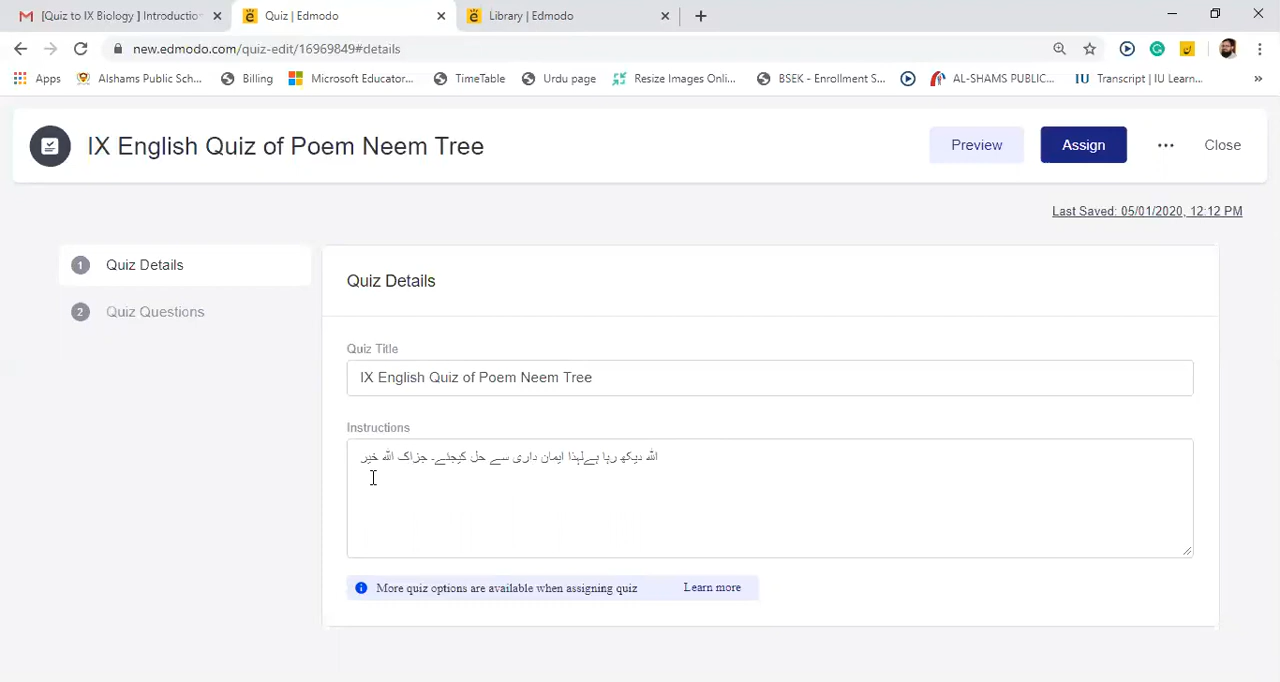 [Quiz to IX Biology ] Introduction
Quiz | Edmodo
Library | Edmodo
new.edmodo.com/quiz-edit/16969849#details
Apps
Alshams Public Sch...
Billing
Microsoft Educator...
TimeTable
Urdu page
Resize Images Onli...
BSEK - Enrollment S...
AL-SHAMS PUBLIC...
IU Transcript | IU Learn...
»
IX English Quiz of Poem Neem Tree
Preview
Assign
Close
Last Saved: 05/01/2020, 12:12 PM
1 Quiz Details
2 Quiz Questions
Quiz Details
Quiz Title
IX English Quiz of Poem Neem Tree
Instructions
اللہ دیکھ رہا ہےلہذا ایمان داری سے حل کیجئے۔ جزاک اللہ خیر
More quiz options are available when assigning quiz
Learn more